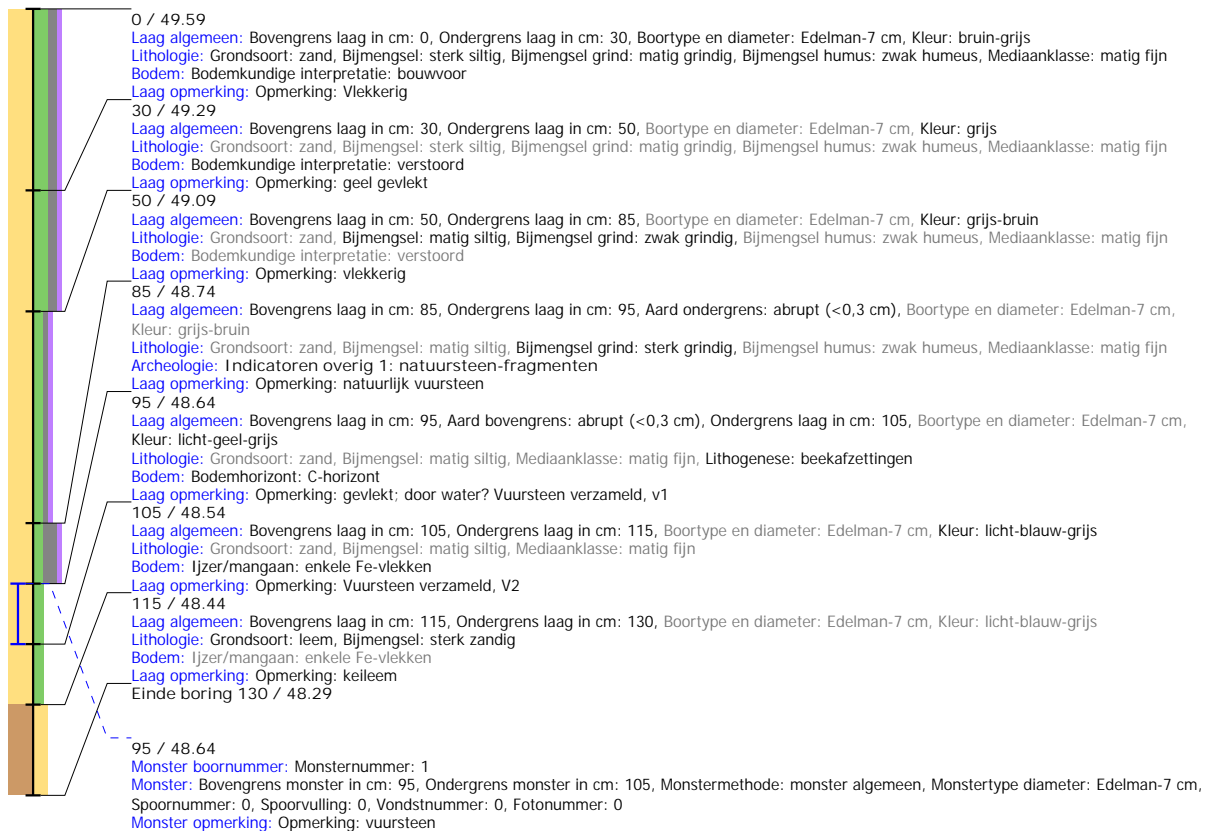 0 / 49.59
Laag algemeen: Bovengrens laag in cm: 0, Ondergrens laag in cm: 30, Boortype en diameter: Edelman-7 cm, Kleur: bruin-grijs
Lithologie: Grondsoort: zand, Bijmengsel: sterk siltig, Bijmengsel grind: matig grindig, Bijmengsel humus: zwak humeus, Mediaanklasse: matig fijn
Bodem: Bodemkundige interpretatie: bouwvoor
Laag opmerking: Opmerking: Vlekkerig
30 / 49.29
Laag algemeen: Bovengrens laag in cm: 30, Ondergrens laag in cm: 50, Boortype en diameter: Edelman-7 cm, Kleur: grijs
Lithologie: Grondsoort: zand, Bijmengsel: sterk siltig, Bijmengsel grind: matig grindig, Bijmengsel humus: zwak humeus, Mediaanklasse: matig fijn
Bodem: Bodemkundige interpretatie: verstoord
Laag opmerking: Opmerking: geel gevlekt
50 / 49.09
Laag algemeen: Bovengrens laag in cm: 50, Ondergrens laag in cm: 85, Boortype en diameter: Edelman-7 cm, Kleur: grijs-bruin
Lithologie: Grondsoort: zand, Bijmengsel: matig siltig, Bijmengsel grind: zwak grindig, Bijmengsel humus: zwak humeus, Mediaanklasse: matig fijn
Bodem: Bodemkundige interpretatie: verstoord
Laag opmerking: Opmerking: vlekkerig
85 / 48.74
Laag algemeen: Bovengrens laag in cm: 85, Ondergrens laag in cm: 95, Aard ondergrens: abrupt (<0,3 cm), Boortype en diameter: Edelman-7 cm,
Kleur: grijs-bruin
Lithologie: Grondsoort: zand, Bijmengsel: matig siltig, Bijmengsel grind: sterk grindig, Bijmengsel humus: zwak humeus, Mediaanklasse: matig fijn
Archeologie: Indicatoren overig 1: natuursteen-fragmenten
Laag opmerking: Opmerking: natuurlijk vuursteen
95 / 48.64
Laag algemeen: Bovengrens laag in cm: 95, Aard bovengrens: abrupt (<0,3 cm), Ondergrens laag in cm: 105, Boortype en diameter: Edelman-7 cm,
Kleur: licht-geel-grijs
Lithologie: Grondsoort: zand, Bijmengsel: matig siltig, Mediaanklasse: matig fijn, Lithogenese: beekafzettingen
Bodem: Bodemhorizont: C-horizont
Laag opmerking: Opmerking: gevlekt; door water? Vuursteen verzameld, v1
105 / 48.54
Laag algemeen: Bovengrens laag in cm: 105, Ondergrens laag in cm: 115, Boortype en diameter: Edelman-7 cm, Kleur: licht-blauw-grijs
Lithologie: Grondsoort: zand, Bijmengsel: matig siltig, Mediaanklasse: matig fijn
Bodem: Ijzer/mangaan: enkele Fe-vlekken
Laag opmerking: Opmerking: Vuursteen verzameld, V2
115 / 48.44
Laag algemeen: Bovengrens laag in cm: 115, Ondergrens laag in cm: 130, Boortype en diameter: Edelman-7 cm, Kleur: licht-blauw-grijs
Lithologie: Grondsoort: leem, Bijmengsel: sterk zandig
Bodem: Ijzer/mangaan: enkele Fe-vlekken
Laag opmerking: Opmerking: keileem
Einde boring 130 / 48.29
95 / 48.64
Monster boornummer: Monsternummer: 1
Monster: Bovengrens monster in cm: 95, Ondergrens monster in cm: 105, Monstermethode: monster algemeen, Monstertype diameter: Edelman-7 cm,
Spoornummer: 0, Spoorvulling: 0, Vondstnummer: 0, Fotonummer: 0
Monster opmerking: Opmerking: vuursteen